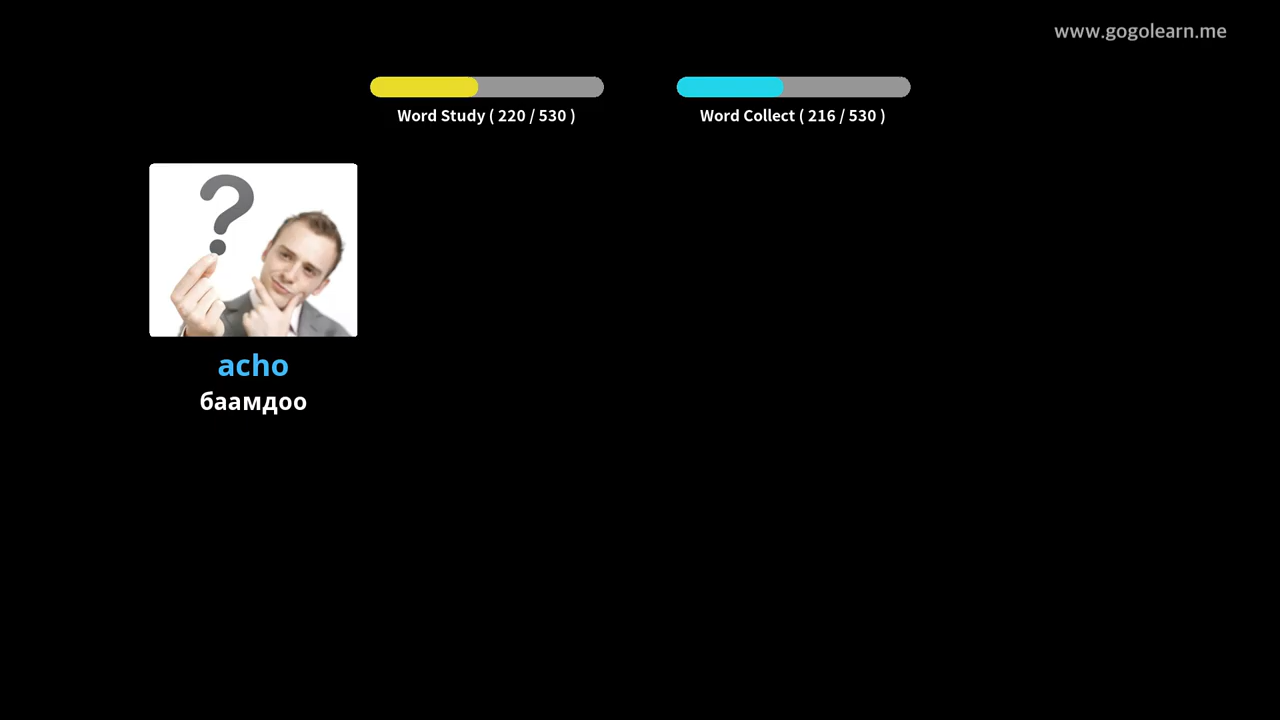 www.gogolearn.me
Word Study ( 220 / 530 )
Word Collect ( 216 / 530 )
?
acho
баамдоо